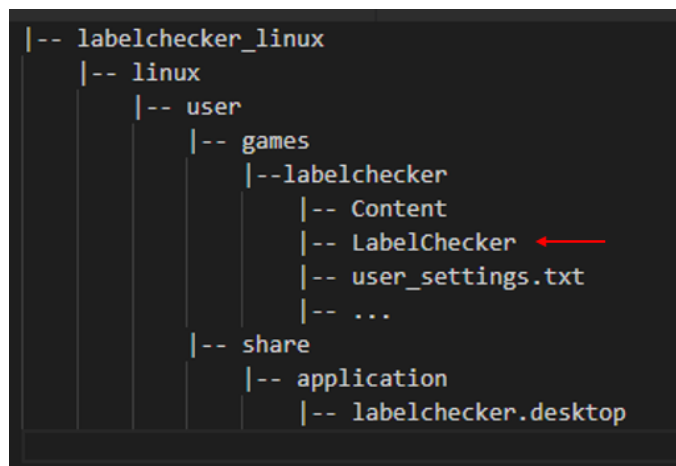 |-- labelchecker_linux
|-- linux
|-- user
|-- games
|--labelchecker
|-- Content
|-- LabelChecker
|-- user_settings.txt
|-- ...
|-- share
|-- application
|-- labelchecker.desktop